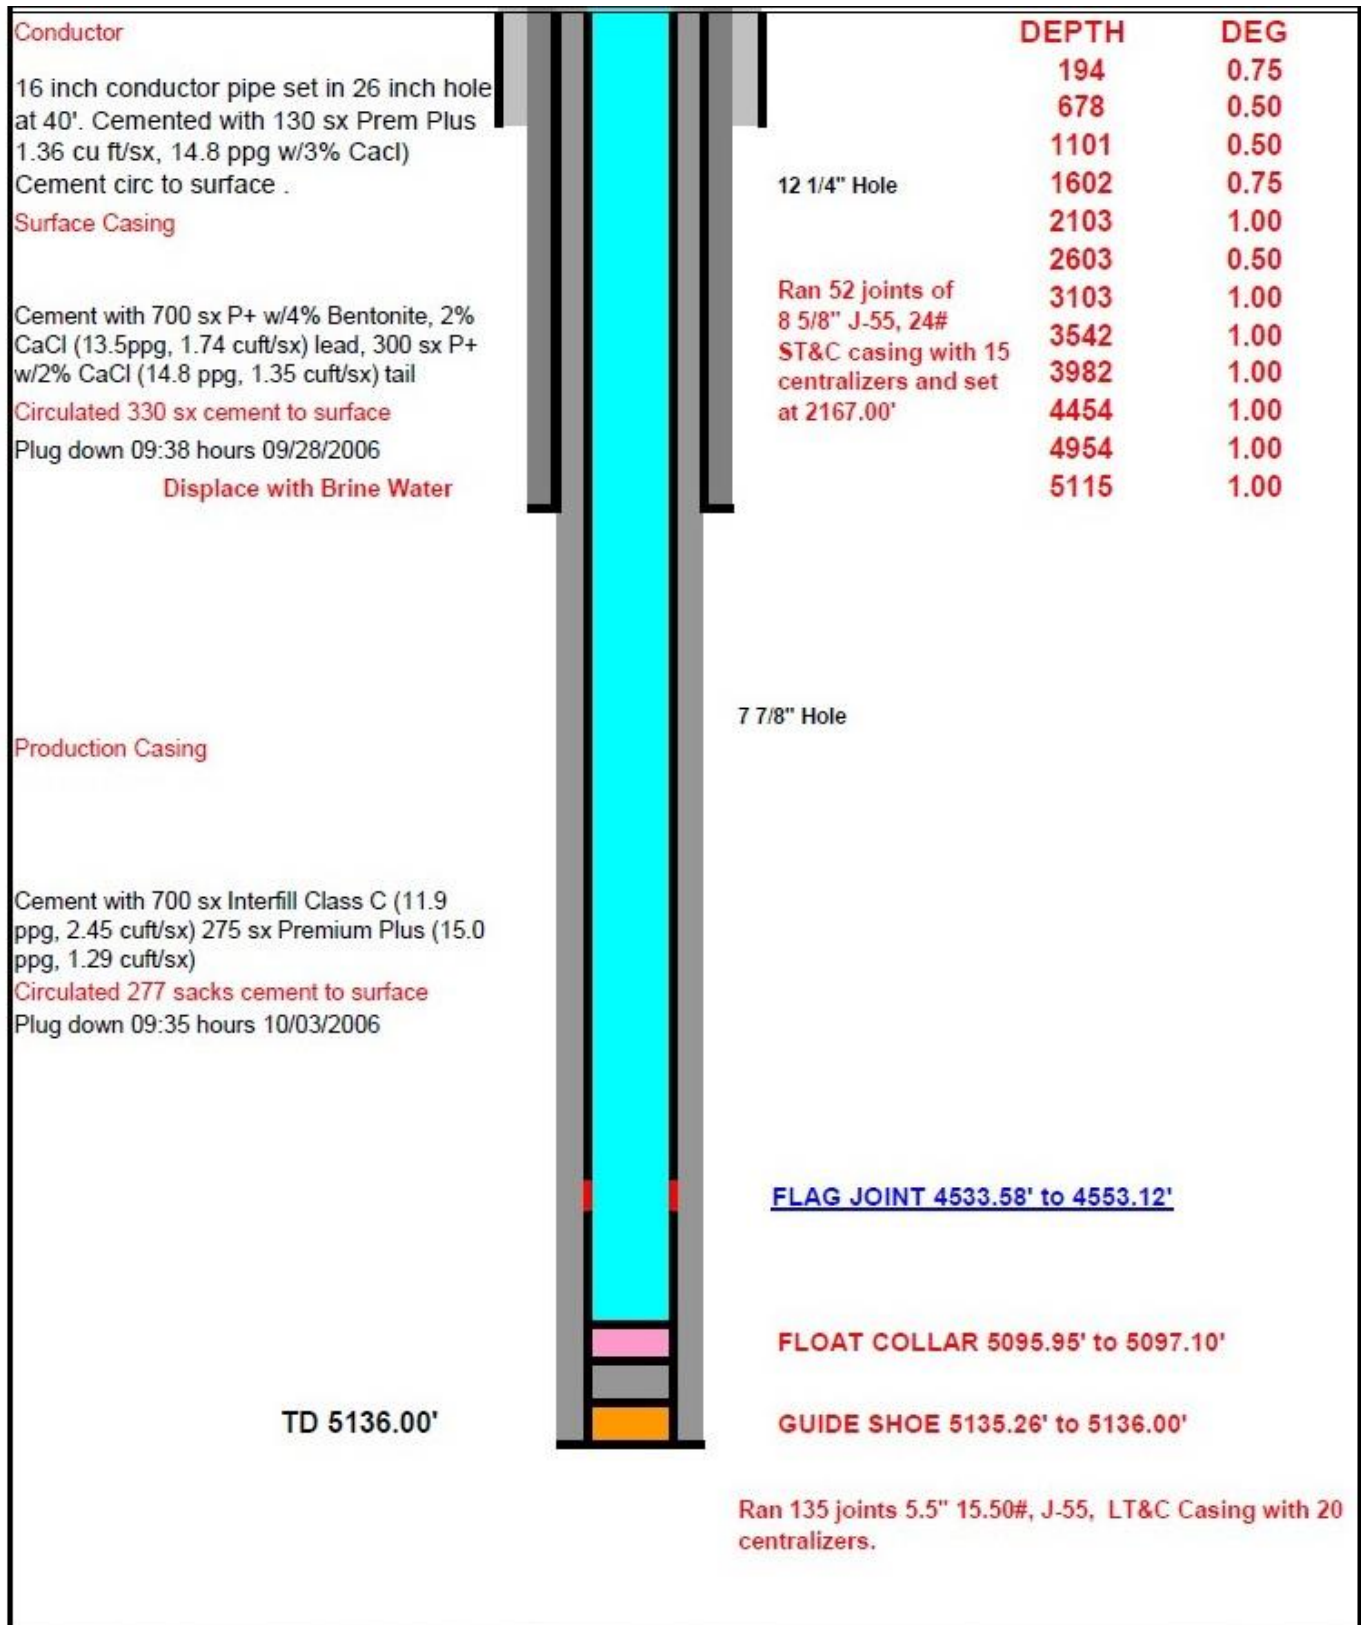 Conductor
16 inch conductor pipe set in 26 inch hole
at 40'. Cemented with 130 sx Prem Plus
1.36 cu ft/sx, 14.8 ppg w/3% Cacl)
Cement circ to surface .
Surface Casing
Cement with 700 sx P+ w/4% Bentonite, 2%
CaCl (13.5ppg, 1.74 cuft/sx) lead, 300 sx P+
w/2% CaCl (14.8 ppg, 1.35 cuft/sx) tail
Circulated 330 sx cement to surface
Plug down 09:38 hours 09/28/2006
Displace with Brine Water
12 1/4" Hole
Ran 52 joints of
8 5/8" J-55, 24#
ST&C casing with 15
centralizers and set
at 2167.00'
DEPTH DEG
194 0.75
678 0.50
1101 0.50
1602 0.75
2103 1.00
2603 0.50
3103 1.00
3542 1.00
3982 1.00
4454 1.00
4954 1.00
5115 1.00
7 7/8" Hole
Production Casing
Cement with 700 sx Interfill Class C (11.9
ppg, 2.45 cuft/sx) 275 sx Premium Plus (15.0
ppg, 1.29 cuft/sx)
Circulated 277 sacks cement to surface
Plug down 09:35 hours 10/03/2006
FLAG JOINT 4533.58' to 4553.12'
FLOAT COLLAR 5095.95' to 5097.10'
TD 5136.00'
GUIDE SHOE 5135.26' to 5136.00'
Ran 135 joints 5.5" 15.50#, J-55, LT&C Casing with 20
centralizers.